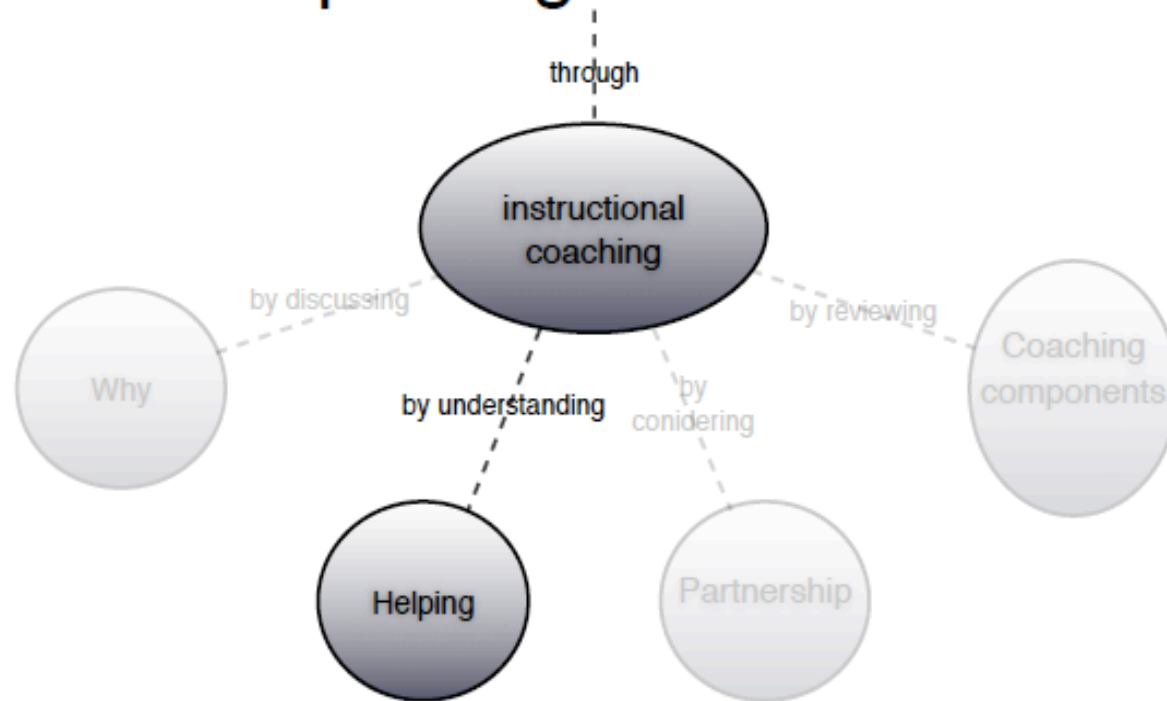 through
instructional
coaching
by discussing
by reviewing
Why
Coaching
components
by understanding
by
conidering
Helping
Partnership